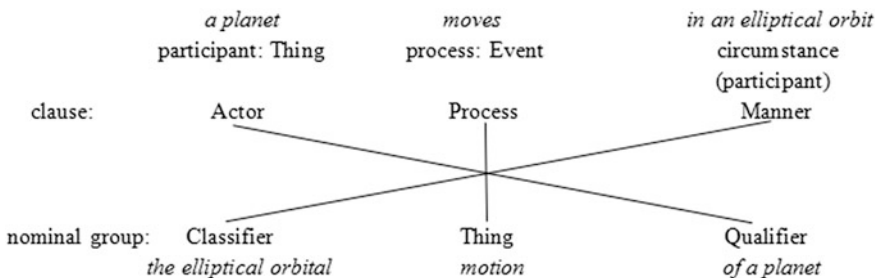 a planet moves in an elliptical orbit
participant: Thing process: Event circumstance
(participant)
clause: Actor Process Manner
nominal group: Classifier Thing Qualifier
the elliptical orbital motion of a planet